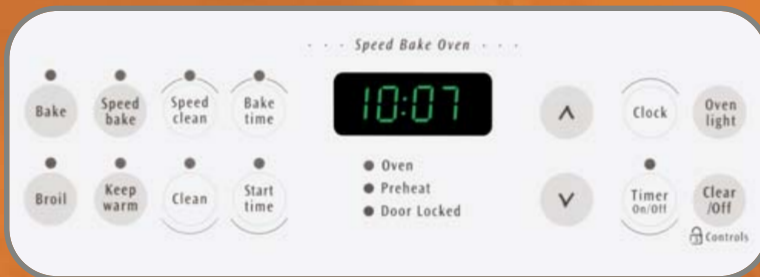 Speed Bake Oven
Bake
Speed
bake
Speed
clean
Bake
time
10:07
Clock
Oven
light
Broil
Keep
warm
Clean
Start
time
Oven
Preheat
Door Locked
Timer
On/Off
Clear
/Off
Controls